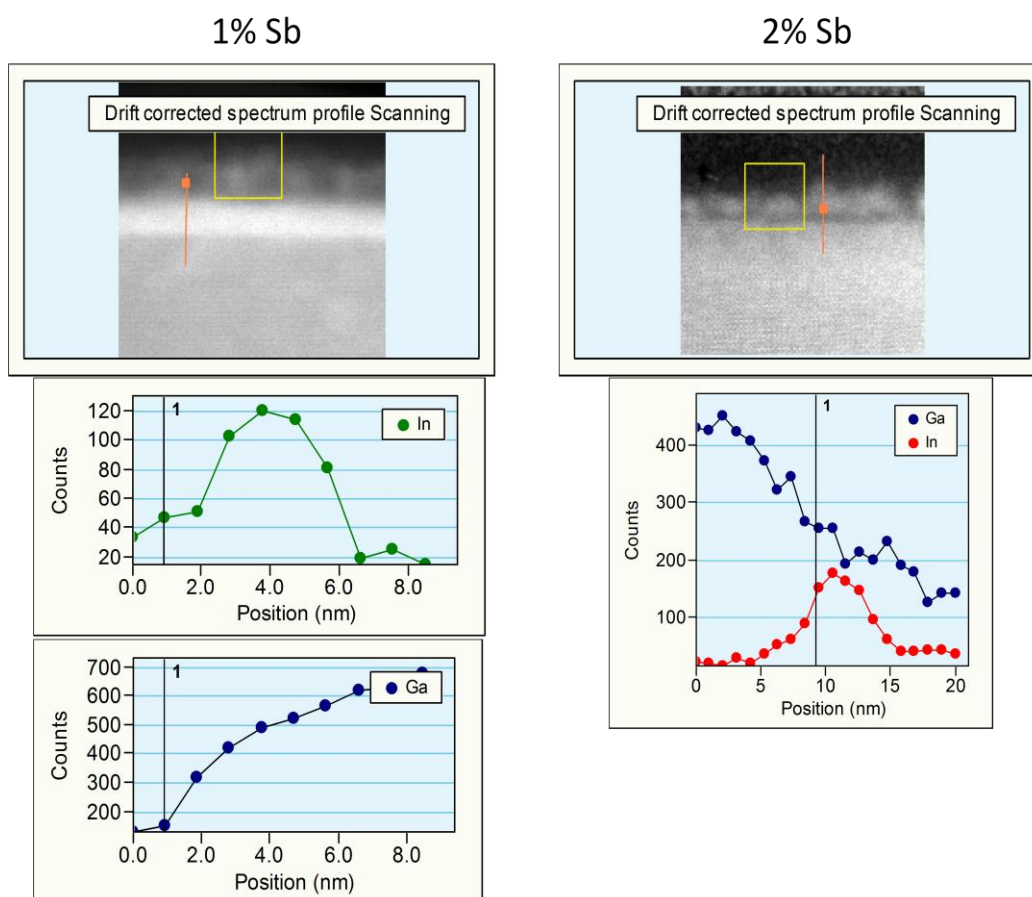 1% Sb
2% Sb
Drift corrected spectrum profile Scanning
Drift corrected spectrum profile Scanning
1
In
120
100
80
60
40
20
Counts
0.0 2.0 4.0 6.0 8.0
Position (nm)
1
Ga
700
600
500
400
300
200
Counts
0.0 2.0 4.0 6.0 8.0
Position (nm)
1
Ga
In
400
300
200
100
Counts
0 5 10 15 20
Position (nm)